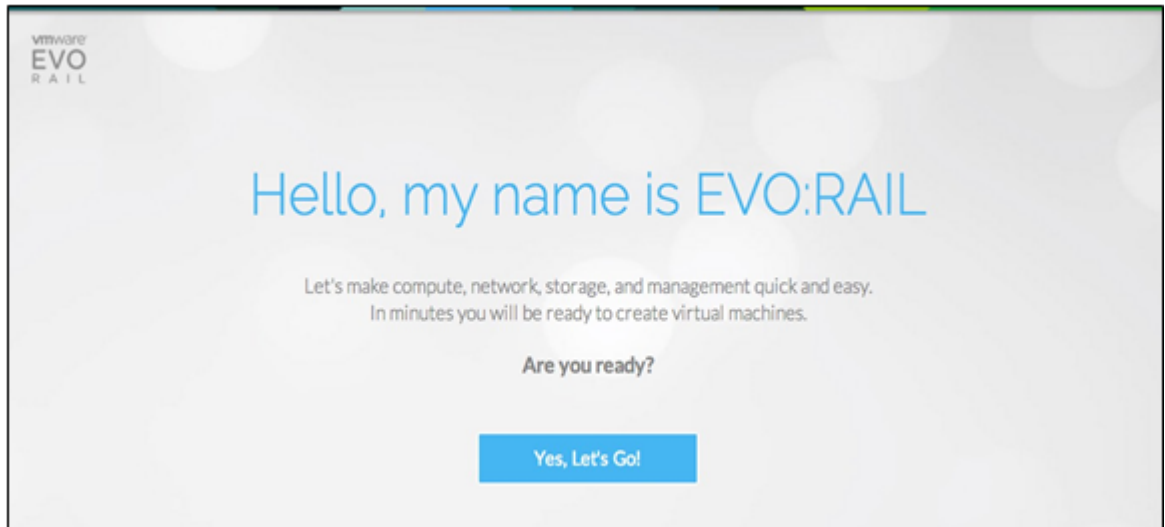 vmware
EVO
RAIL
Hello, my name is EVO:RAIL
Let's make compute, network, storage, and management quick and easy.
In minutes you will be ready to create virtual machines.
Are you ready?
Yes, Let's Go!